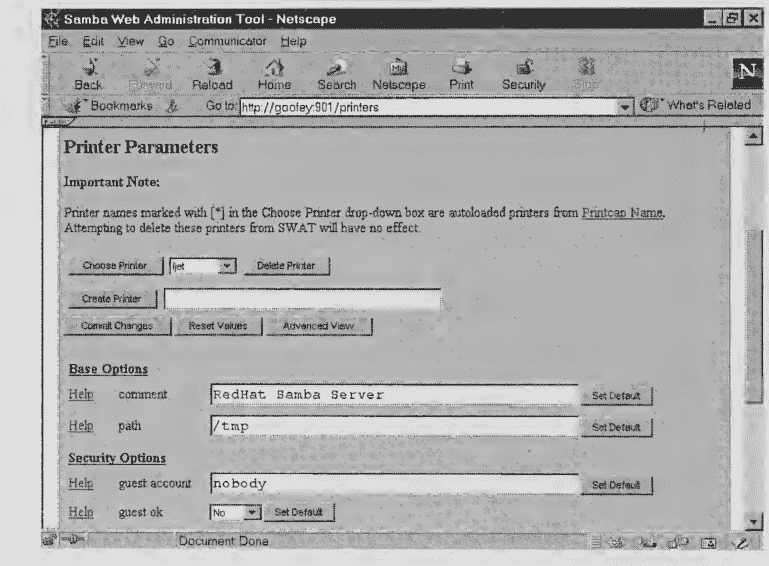 Samba Web Administration Tool - Netscape
File Edit View Go Communicator Help
Back Forward Reload Home Search Netscape Print Security Stop
Bookmarks Go to: http://goofey:901/printers What's Related
Printer Parameters
Important Note:
Printer names marked with [*] in the Choose Printer drop-down box are autoloaded printers from Printcap Name.
Attempting to delete these printers from SWAT will have no effect.
Choose Printer ljet Delete Printer
Create Printer
Commit Changes Reset Values Advanced View
Base Options
Help comment RedHat Samba Server Set Default
Help path /tmp Set Default
Security Options
Help guest account nobody Set Default
Help guest ok No Set Default
Document Done